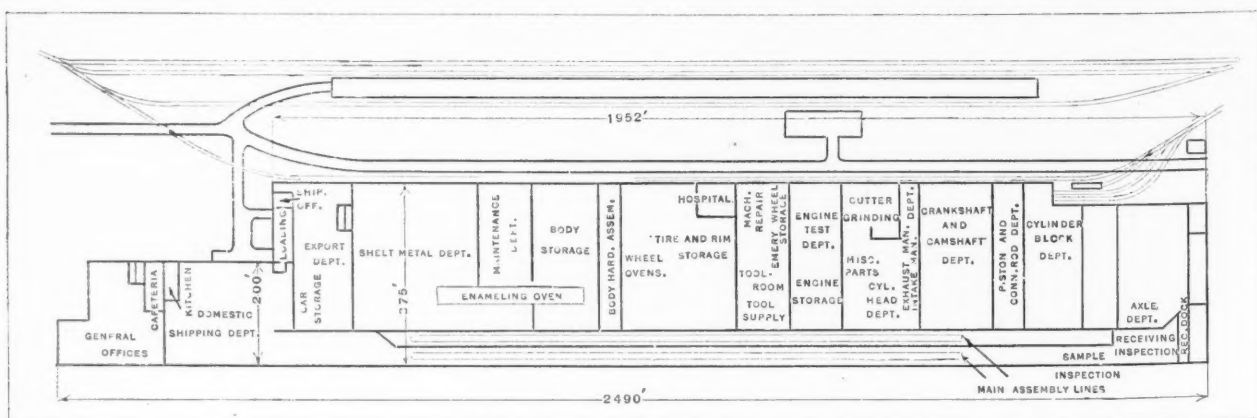 1952′
SHIP.
OFF.
LOADING
EXPORT
DEPT.
CAR
STORAGE
SHELT METAL DEPT.
375′
MAINTENANCE
DEPT.
BODY
STORAGE
ENAMELING OVEN
BODY HARD. ASSEM.
WHEEL
OVENS.
TIRE AND RIM
STORAGE
HOSPITAL
MACH.
REPAIR
EMERY WHEEL
STORAGE
TOOL-
ROOM
TOOL
SUPPLY
ENGINE
TEST
DEPT.
ENGINE
STORAGE
CUTTER
GRINDING
MISC.
PARTS
CYL.
HEAD
DEPT.
EXHAUST MAN. DEPT.
INTAKE MAN.
CRANKSHAFT
AND
CAMSHAFT
DEPT.
PISTON AND
CONN. ROD DEPT.
CYLINDER
BLOCK
DEPT.
AXLE
DEPT.
REC. DOCK
RECEIVING
INSPECTION
CAFETERIA
KITCHEN
DOMESTIC
SHIPPING DEPT.
200′
GENERAL
OFFICES
SAMPLE
INSPECTION
MAIN ASSEMBLY LINES
2490′